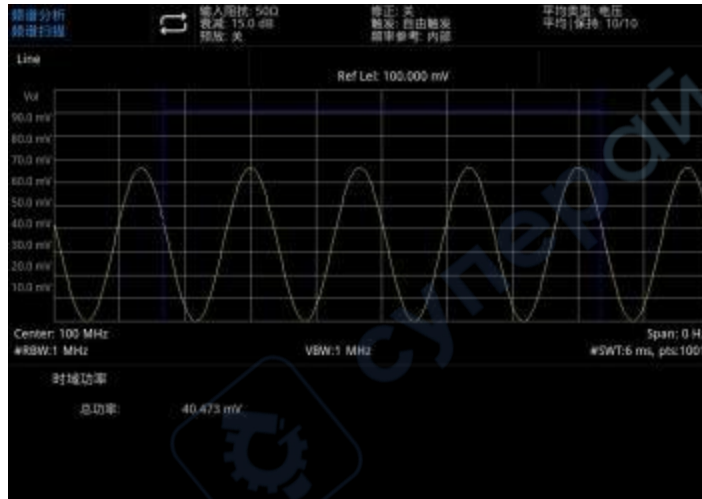 频谱分析
频谱扫描
输入阻抗: 50Ω
衰减: 15.0 dB
预放: 关
修正: 关
触发: 自由触发
频率参考: 内部
平均类型: 电压
平均|保持: 10/10
Line
Ref Lel: 100.000 mV
Vol
90.0 mV
80.0 mV
70.0 mV
60.0 mV
50.0 mV
40.0 mV
30.0 mV
20.0 mV
10.0 mV
Center: 100 MHz
Span: 0 H
#RBW:1 MHz
VBW:1 MHz
#SWT:6 ms, pts:1001
时域功率
总功率:
40.473 mV
суперайс